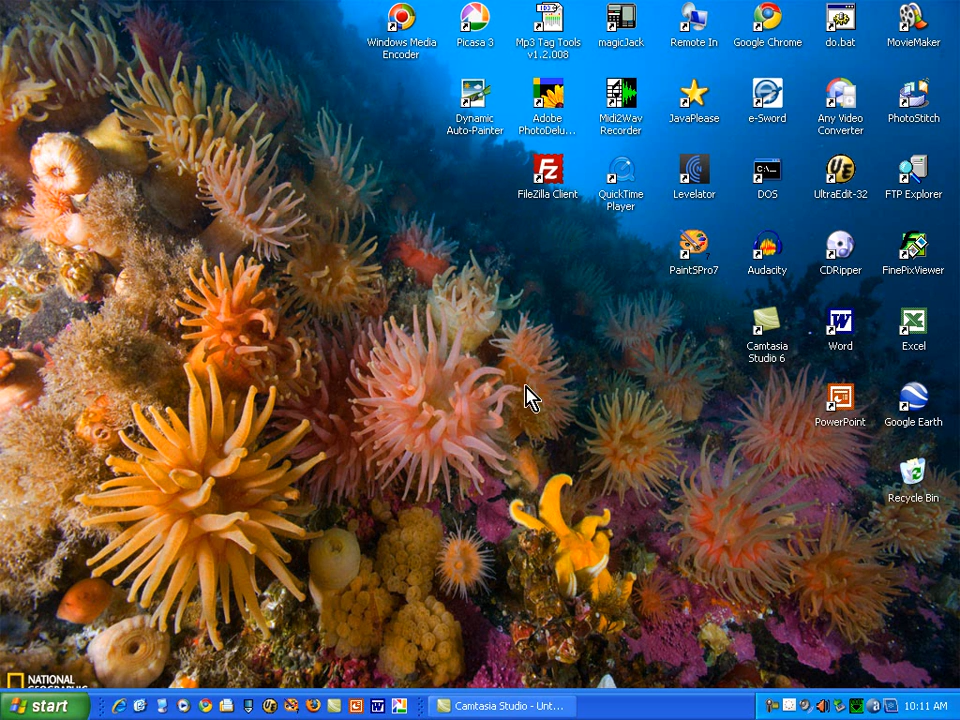 Windows Media
Encoder
Picasa 3
Mp3 Tag Tools
v1.2.008
magicJack
Remote In
Google Chrome
do.bat
MovieMaker
Dynamic
Auto-Painter
Adobe
PhotoDelu...
Midi2Wav
Recorder
JavaPlease
e-Sword
Any Video
Converter
PhotoStitch
FileZilla Client
QuickTime
Player
Levelator
DOS
UltraEdit-32
FTP Explorer
PaintSPro7
Audacity
CDRipper
FinePixViewer
Camtasia
Studio 6
Word
Excel
PowerPoint
Google Earth
Recycle Bin
NATIONAL
GEOGRAPHIC
start
Camtasia Studio - Unt...
10:11 AM